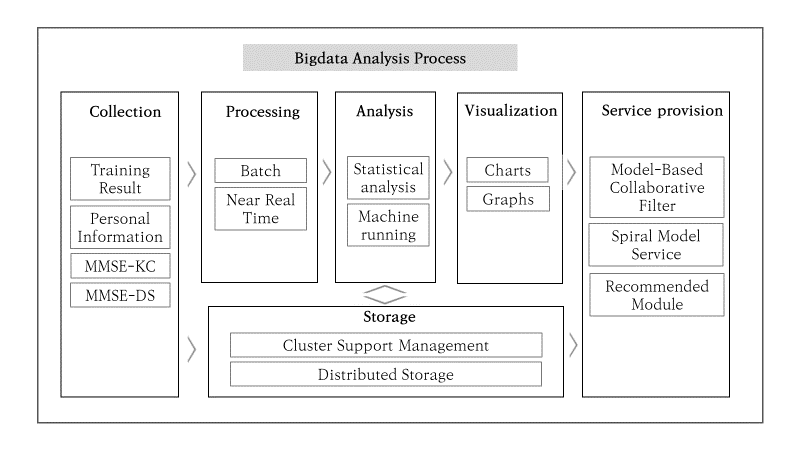 Bigdata Analysis Process
Collection
Training
Result
Personal
Information
MMSE-KC
MMSE-DS
Processing
Batch
Near Real
Time
Analysis
Statistical
analysis
Machine
running
Visualization
Charts
Graphs
Service provision
Model-Based
Collaborative
Filter
Spiral Model
Service
Recommended
Module
Storage
Cluster Support Management
Distributed Storage